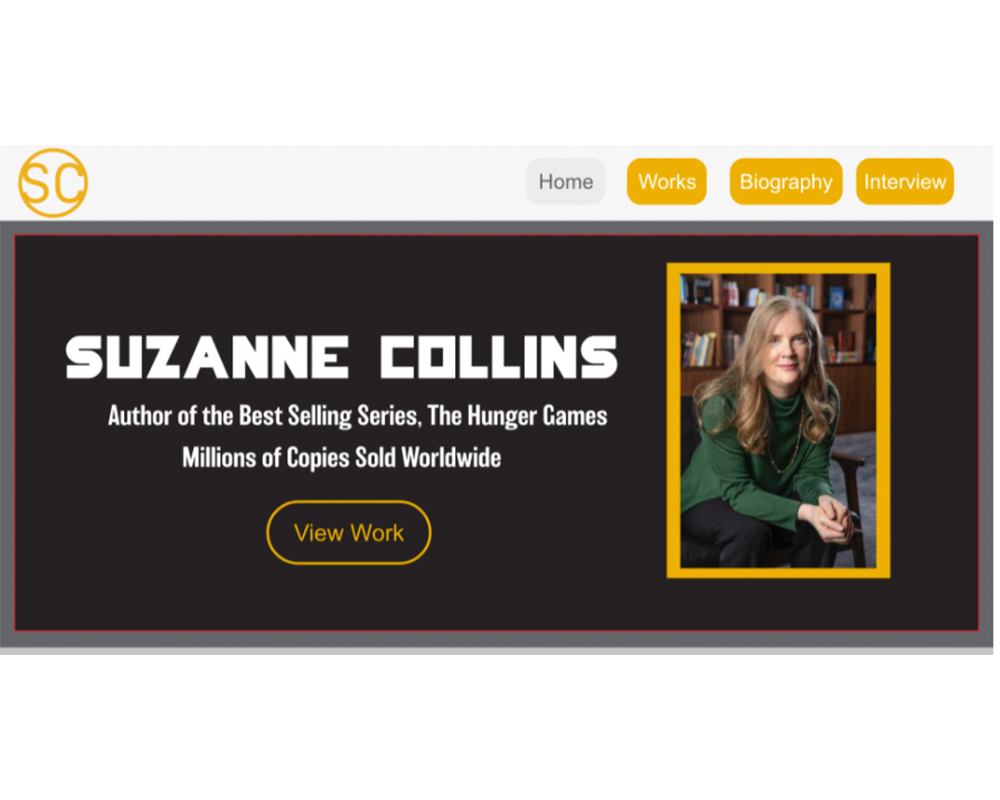 SC
Home Works Biography Interview
SUZANNE COLLINS
Author of the Best Selling Series, The Hunger Games
Millions of Copies Sold Worldwide
View Work